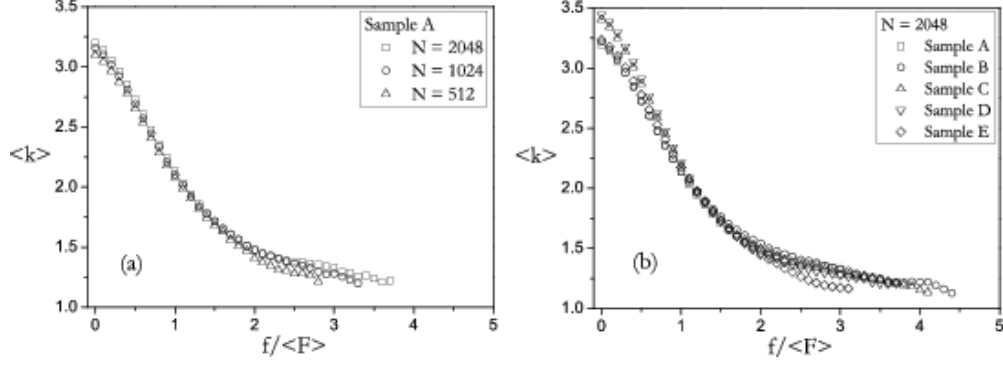 3.5
3.0
2.5
2.0
1.5
1.0
<k>
0
1
2
3
4
5
f/<F>
Sample A
N = 2048
N = 1024
N = 512
(a)
3.5
3.0
2.5
2.0
1.5
1.0
<k>
0
1
2
3
4
5
f/<F>
N = 2048
Sample A
Sample B
Sample C
Sample D
Sample E
(b)